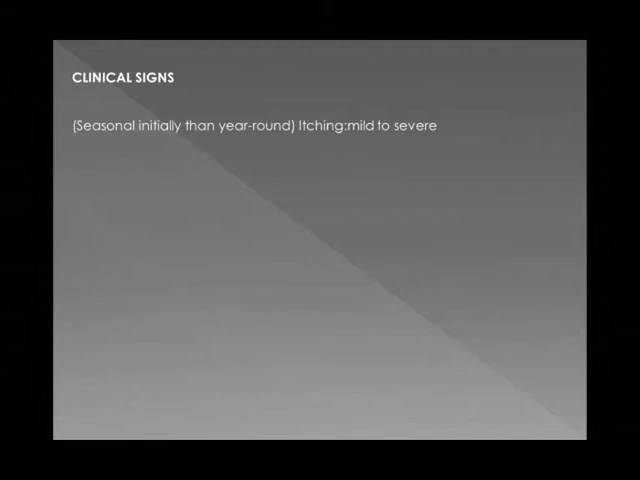 CLINICAL SIGNS
(Seasonal initially than year-round) Itching:mild to severe